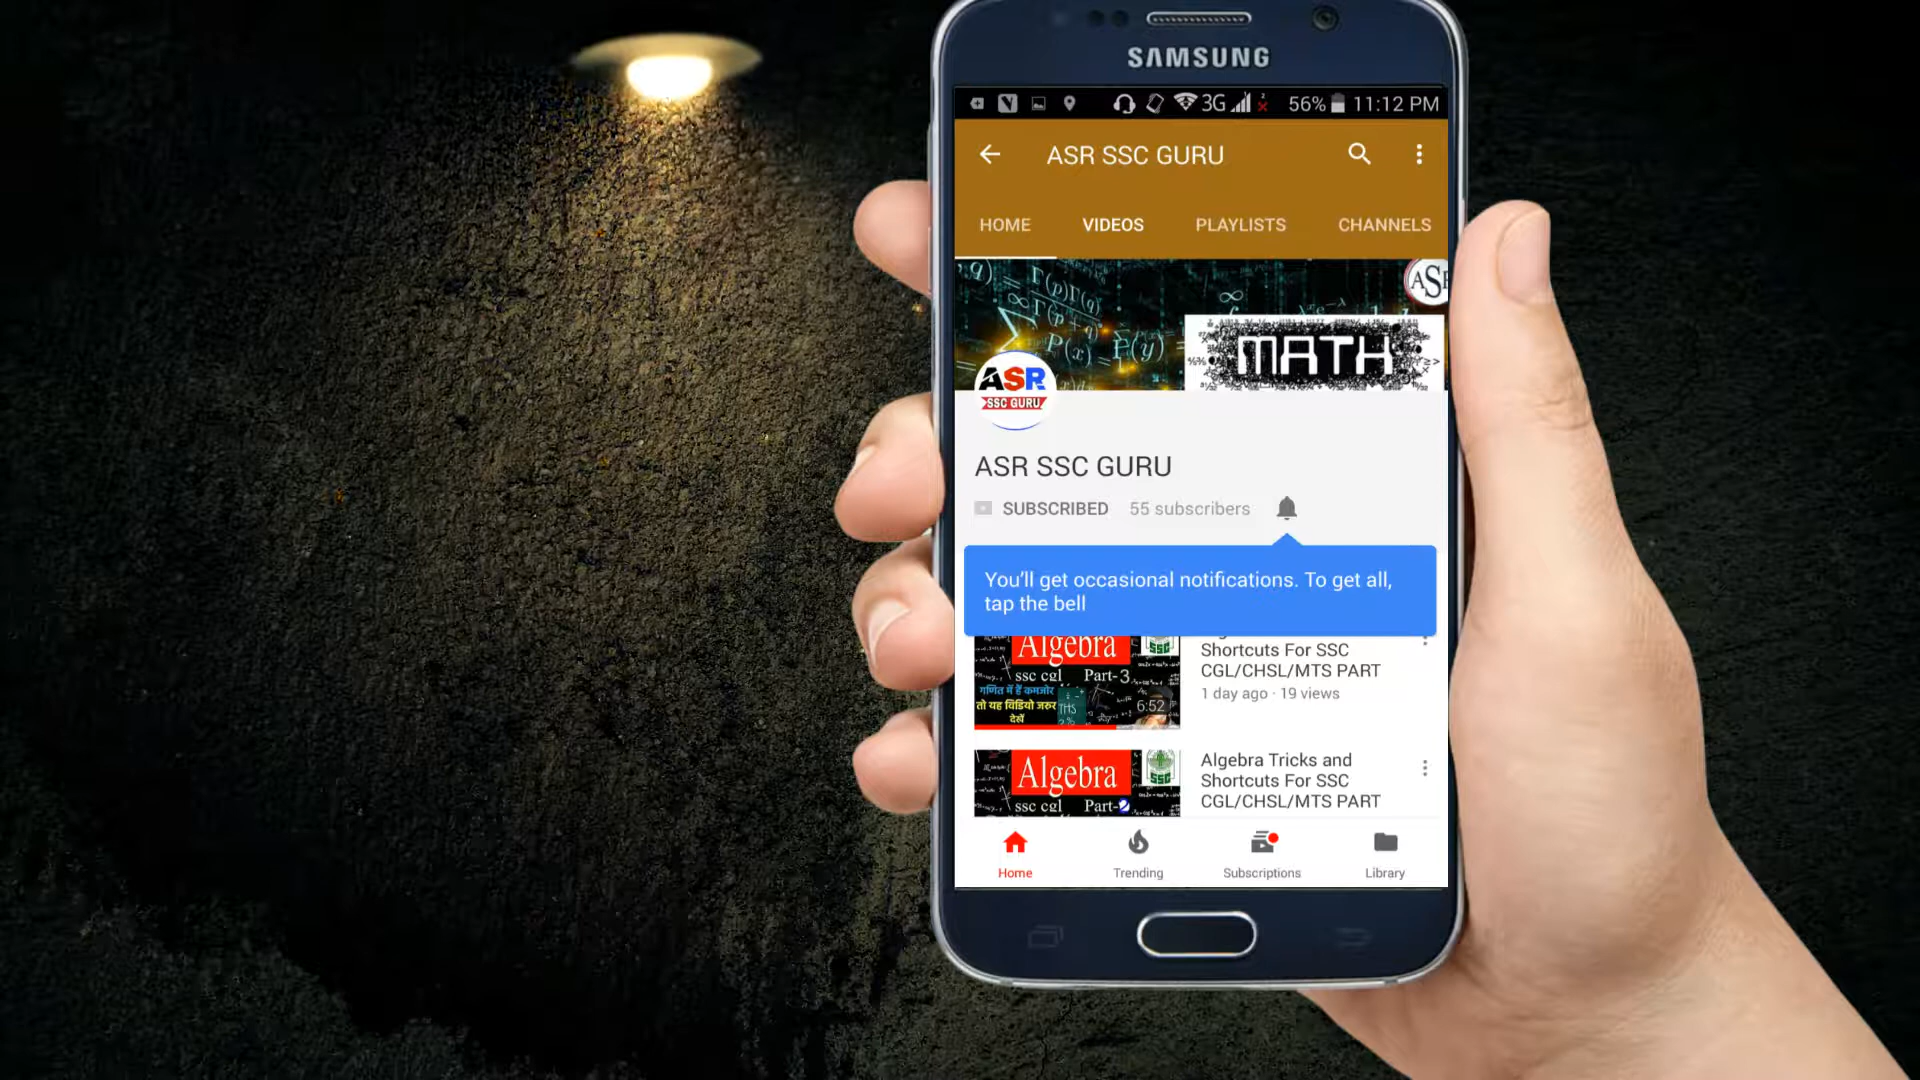 SAMSUNG
3G 56% 11:12 PM
ASR SSC GURU
HOME VIDEOS PLAYLISTS CHANNELS
MATH
ASR
SSC GURU
ASR SSC GURU
SUBSCRIBED 55 subscribers
You'll get occasional notifications. To get all,
tap the bell
Algebra
ssc cgl Part-3
गणित में हैं कमजोर
तो यह विडियो जरुर
देखें
6:52
Shortcuts For SSC
CGL/CHSL/MTS PART
1 day ago · 19 views
Algebra
ssc cgl Part-2
Algebra Tricks and
Shortcuts For SSC
CGL/CHSL/MTS PART
Home Trending Subscriptions Library